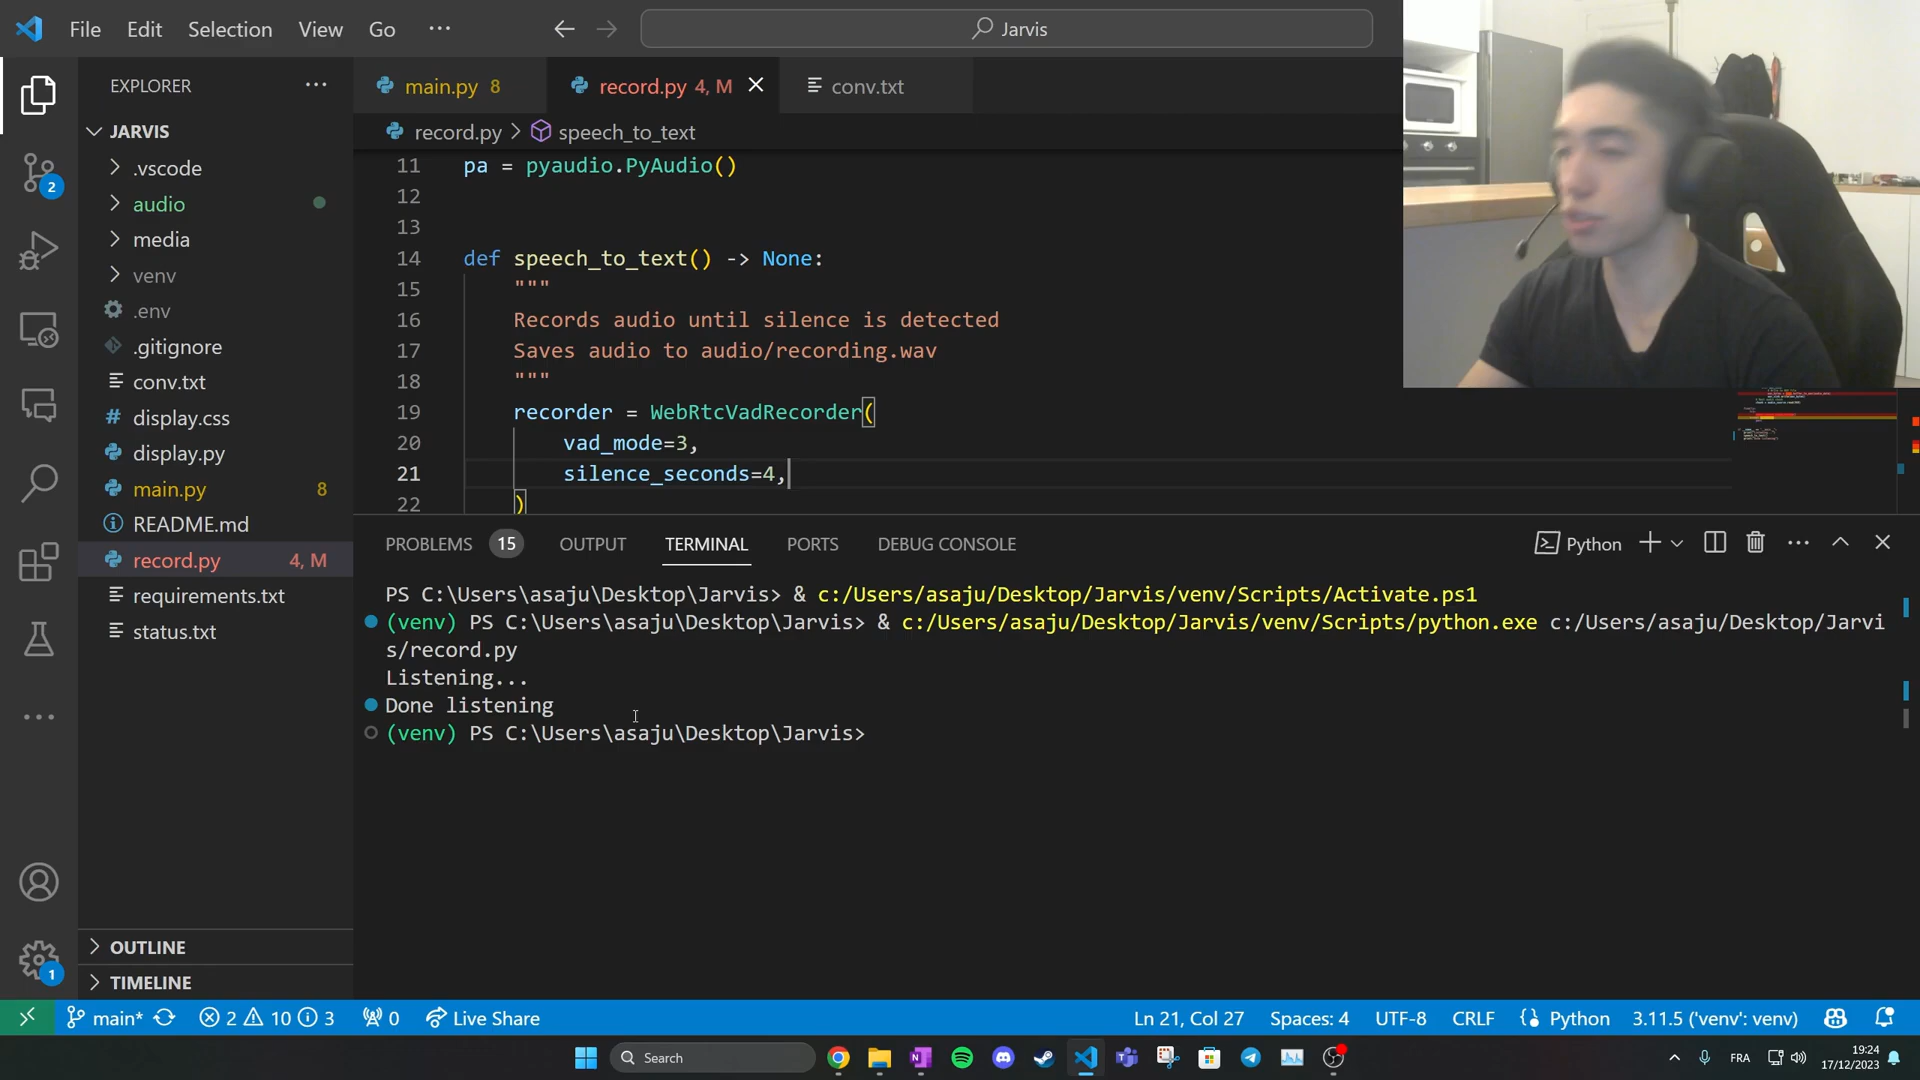 File Edit Selection View Go ···
Jarvis
EXPLORER
main.py 8
record.py 4, M
conv.txt
record.py > speech_to_text
JARVIS
.vscode
audio
media
venv
.env
.gitignore
conv.txt
display.css
display.py
main.py 8
README.md
record.py 4, M
requirements.txt
status.txt
OUTLINE
TIMELINE
2
1
11 pa = pyaudio.PyAudio()
12
13
14 def speech_to_text() -> None:
15 """
16 Records audio until silence is detected
17 Saves audio to audio/recording.wav
18 """
19 recorder = WebRtcVadRecorder(
20 vad_mode=3,
21 silence_seconds=4,
22 )
PROBLEMS 15 OUTPUT TERMINAL PORTS DEBUG CONSOLE
Python
PS C:\Users\asaju\Desktop\Jarvis> & c:/Users/asaju/Desktop/Jarvis/venv/Scripts/Activate.ps1
(venv) PS C:\Users\asaju\Desktop\Jarvis> & c:/Users/asaju/Desktop/Jarvis/venv/Scripts/python.exe c:/Users/asaju/Desktop/Jarvi
s/record.py
Listening...
Done listening
(venv) PS C:\Users\asaju\Desktop\Jarvis>
main* 2 10 3 0 Live Share
Ln 21, Col 27 Spaces: 4 UTF-8 CRLF Python 3.11.5 ('venv': venv)
Search
FRA
19:24
17/12/2023